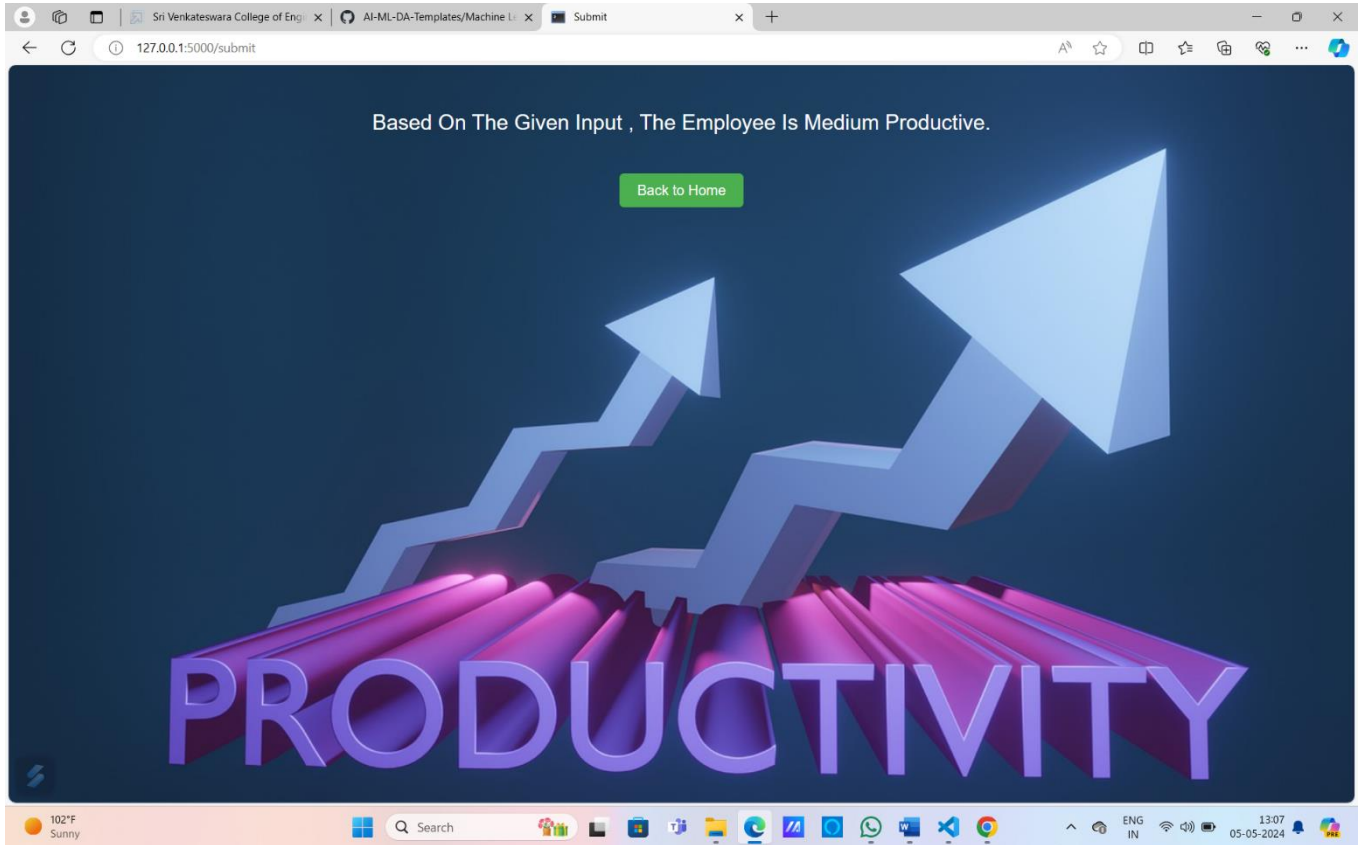 Sri Venkateswara College of Engi
AI-ML-DA-Templates/Machine Le
Submit
127.0.0.1:5000/submit
Based On The Given Input , The Employee Is Medium Productive.
Back to Home
PRODUCTIVITY
102°F
Sunny
Search
ENG
IN
13:07
05-05-2024
PRE